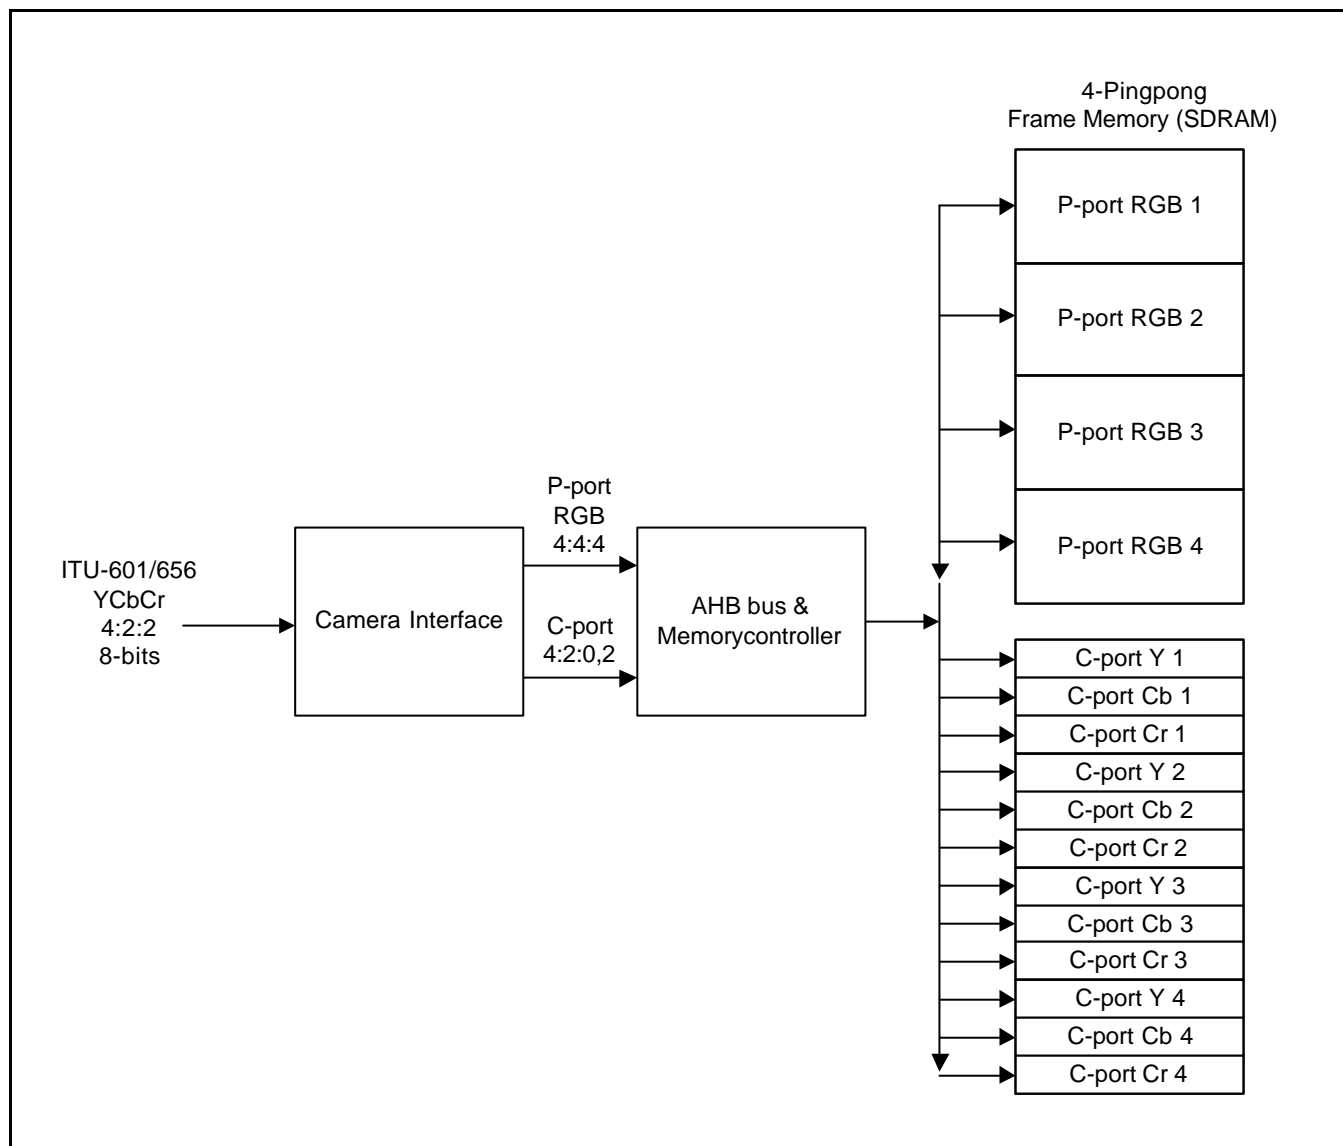 4-Pingpong
Frame Memory (SDRAM)
P-port RGB 1
P-port RGB 2
P-port RGB 3
P-port RGB 4
ITU-601/656
YCbCr
4:2:2
8-bits
Camera Interface
P-port
RGB
4:4:4
C-port
4:2:0,2
AHB bus &
Memorycontroller
C-port Y 1
C-port Cb 1
C-port Cr 1
C-port Y 2
C-port Cb 2
C-port Cr 2
C-port Y 3
C-port Cb 3
C-port Cr 3
C-port Y 4
C-port Cb 4
C-port Cr 4